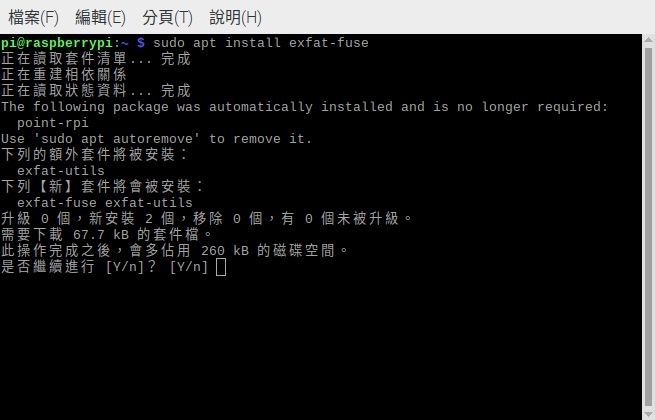 檔案(F) 編輯(E) 分頁(T) 說明(H)
pi@raspberrypi:~ $ sudo apt install exfat-fuse
正在讀取套件清單... 完成
正在重建相依關係
正在讀取狀態資料... 完成
The following package was automatically installed and is no longer required:
  point-rpi
Use 'sudo apt autoremove' to remove it.
下列的額外套件將被安裝：
  exfat-utils
下列【新】套件將會被安裝：
  exfat-fuse exfat-utils
升級 0 個，新安裝 2 個，移除 0 個，有 0 個未被升級。
需要下載 67.7 kB 的套件檔。
此操作完成之後，會多佔用 260 kB 的磁碟空間。
是否繼續進行 [Y/n]？ [Y/n]